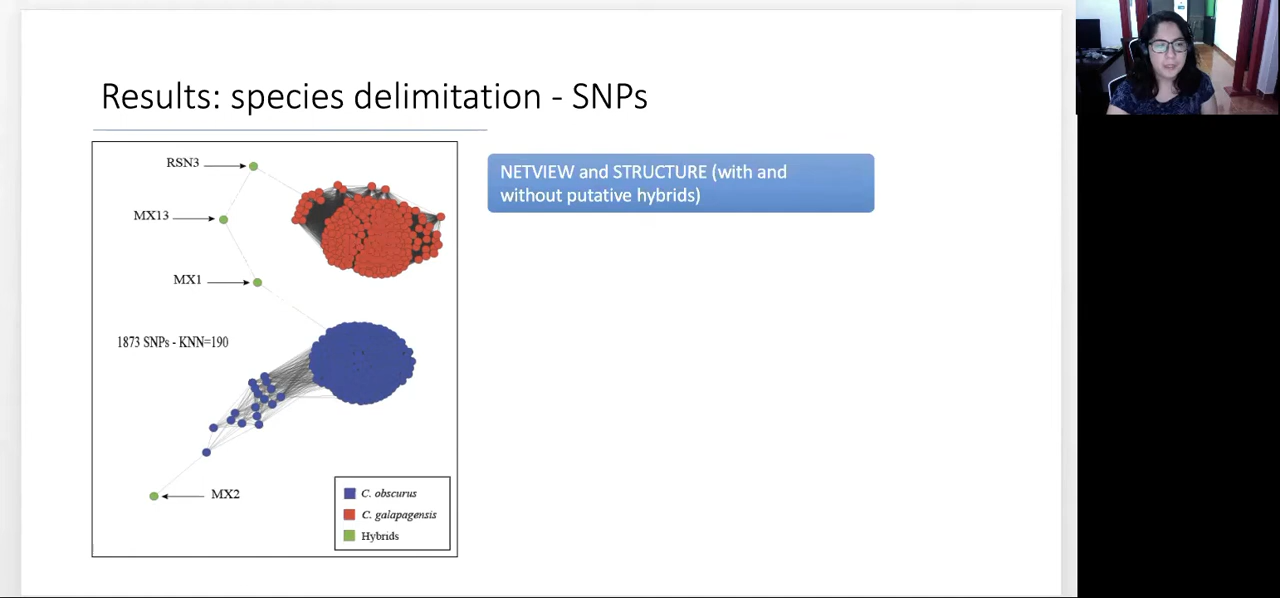 Results: species delimitation - SNPs
RSN3
MX13
MX1
1873 SNPs - KNN=190
MX2
C. obscurus
C. galapagensis
Hybrids
NETVIEW and STRUCTURE (with and
without putative hybrids)